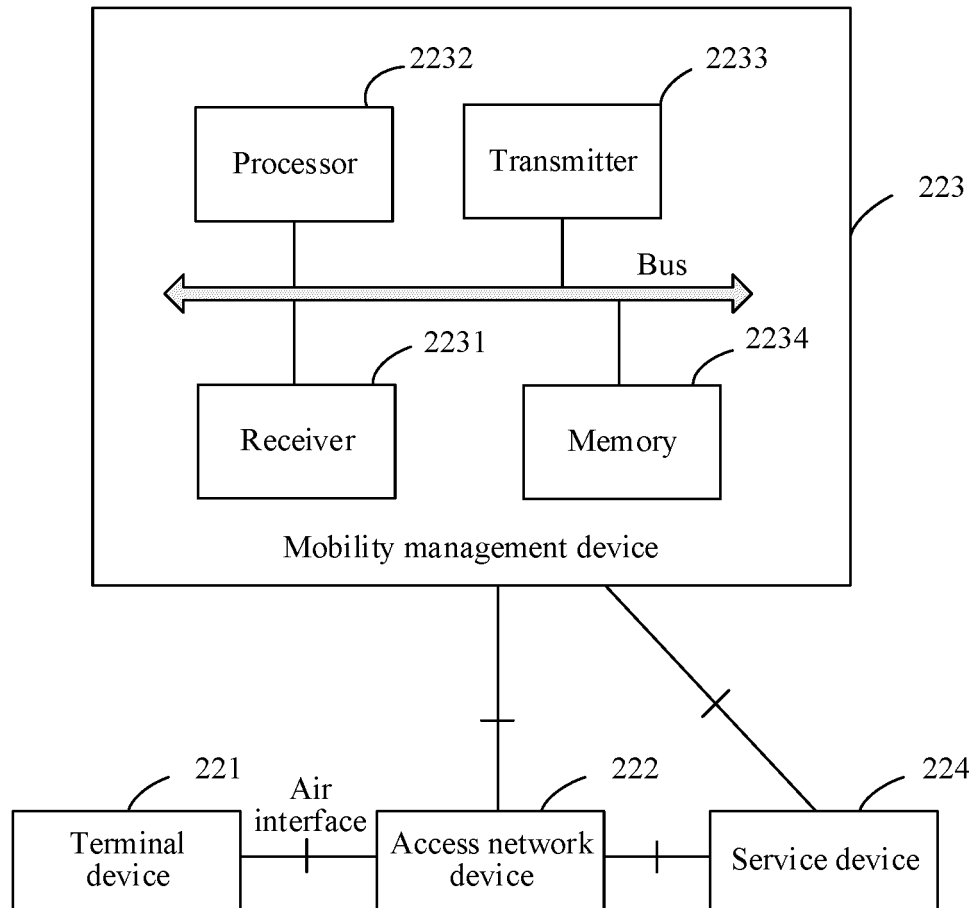 2232
2233
Processor
Transmitter
223
Bus
2231
2234
Receiver
Memory
Mobility management device
221
Air
interface
222
224
Terminal
device
Access network
device
Service device